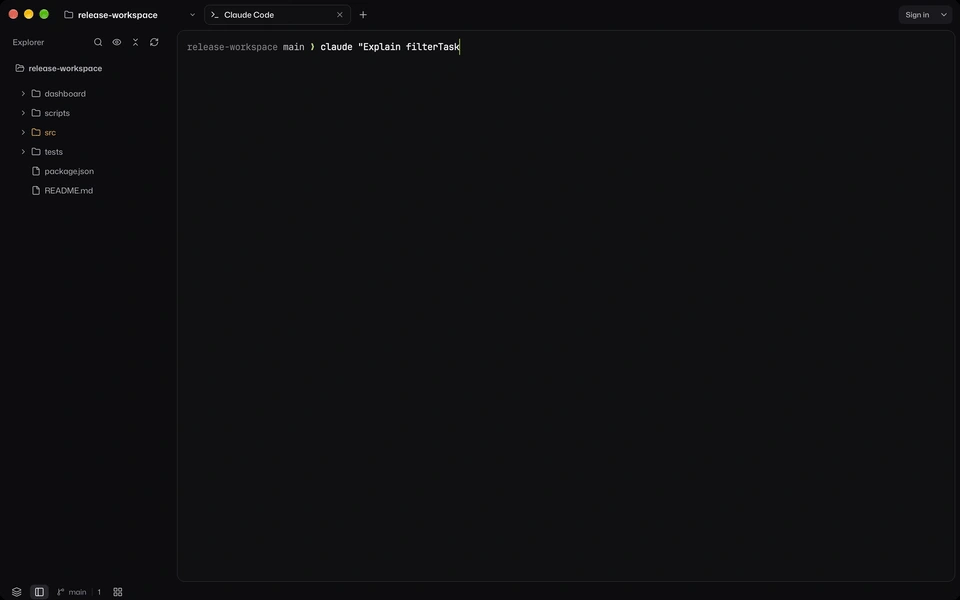 release-workspace
Claude Code
Sign in
Explorer
release-workspace main ❯ claude "Explain filterTask
release-workspace
dashboard
scripts
src
tests
package.json
README.md
main
1